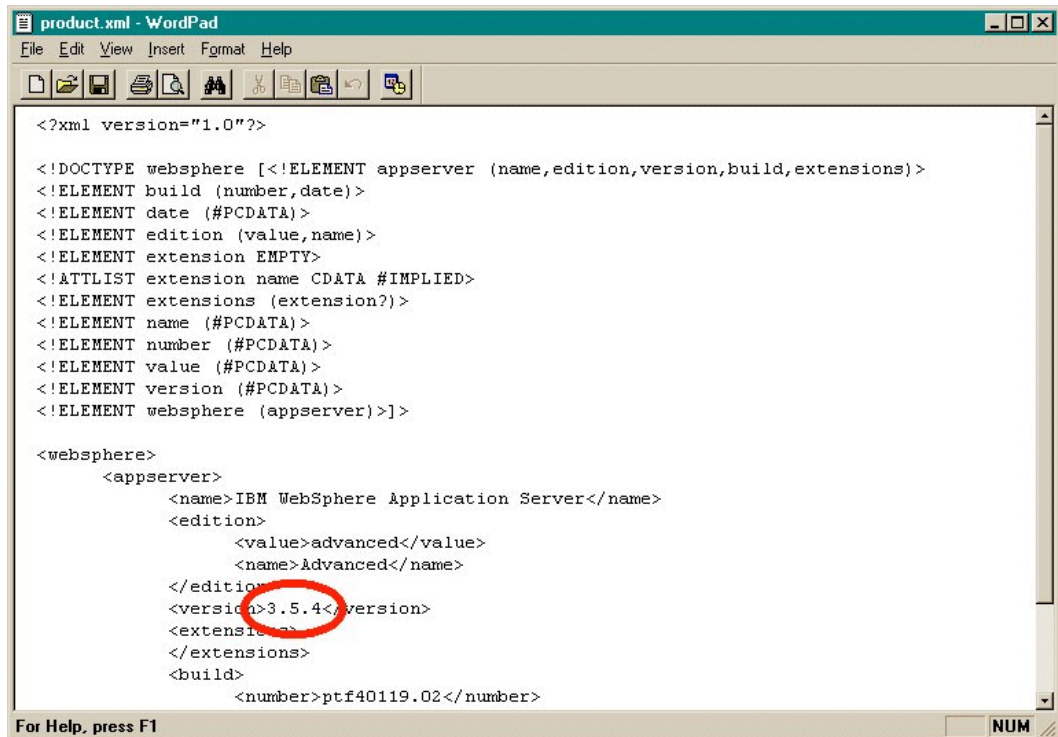 product.xml - WordPad
File Edit View Insert Format Help
<?xml version="1.0"?>
<!DOCTYPE websphere [<!ELEMENT appserver (name,edition,version,build,extensions)>
<!ELEMENT build (number,date)>
<!ELEMENT date (#PCDATA)>
<!ELEMENT edition (value,name)>
<!ELEMENT extension EMPTY>
<!ATTLIST extension name CDATA #IMPLIED>
<!ELEMENT extensions (extension?)>
<!ELEMENT name (#PCDATA)>
<!ELEMENT number (#PCDATA)>
<!ELEMENT value (#PCDATA)>
<!ELEMENT version (#PCDATA)>
<!ELEMENT websphere (appserver)>]>
<websphere>
<appserver>
<name>IBM WebSphere Application Server</name>
<edition>
<value>advanced</value>
<name>Advanced</name>
</edition>
<version>3.5.4</version>
<extensions>
</extensions>
<build>
<number>ptf40119.02</number>
For Help, press F1
NUM